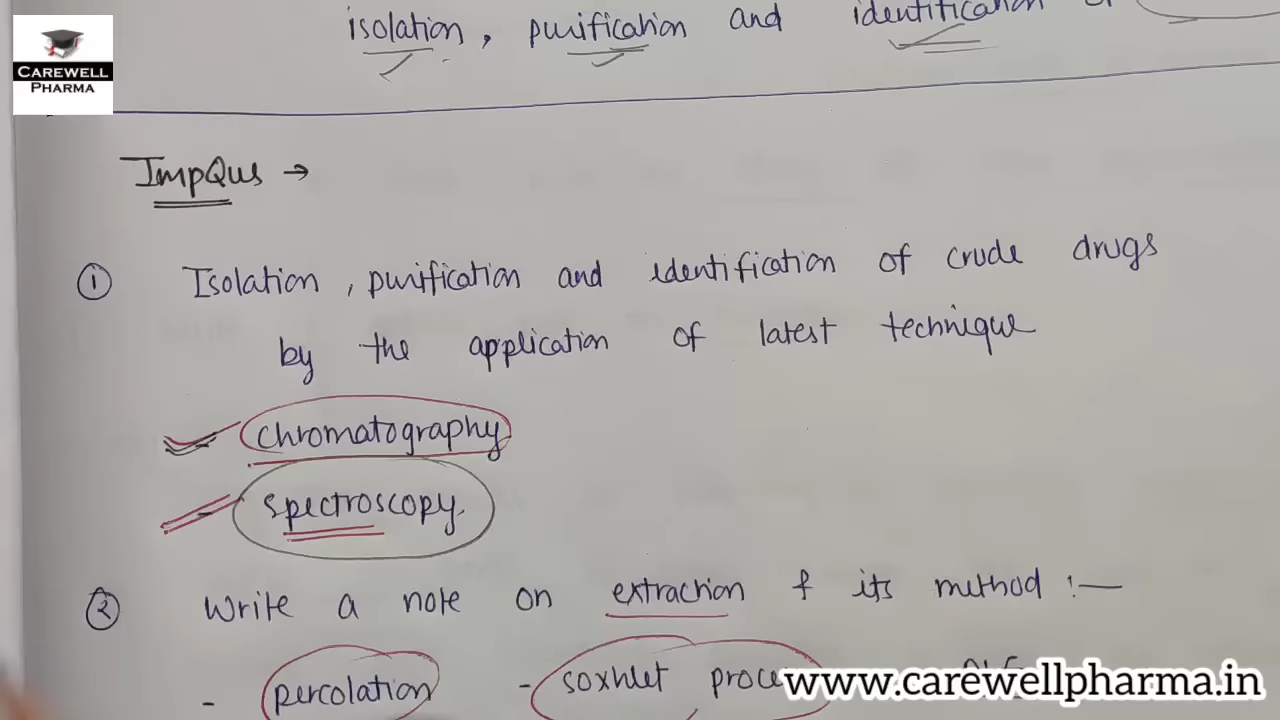 isolation, purification and identification
CAREWELL
PHARMA
ImpQus →
① Isolation, purification and identification of crude drugs
by the application of latest technique
chromatography
spectroscopy.
② Write a note on extraction & its method :—
- percolation - soxhlet
www.carewellpharma.in